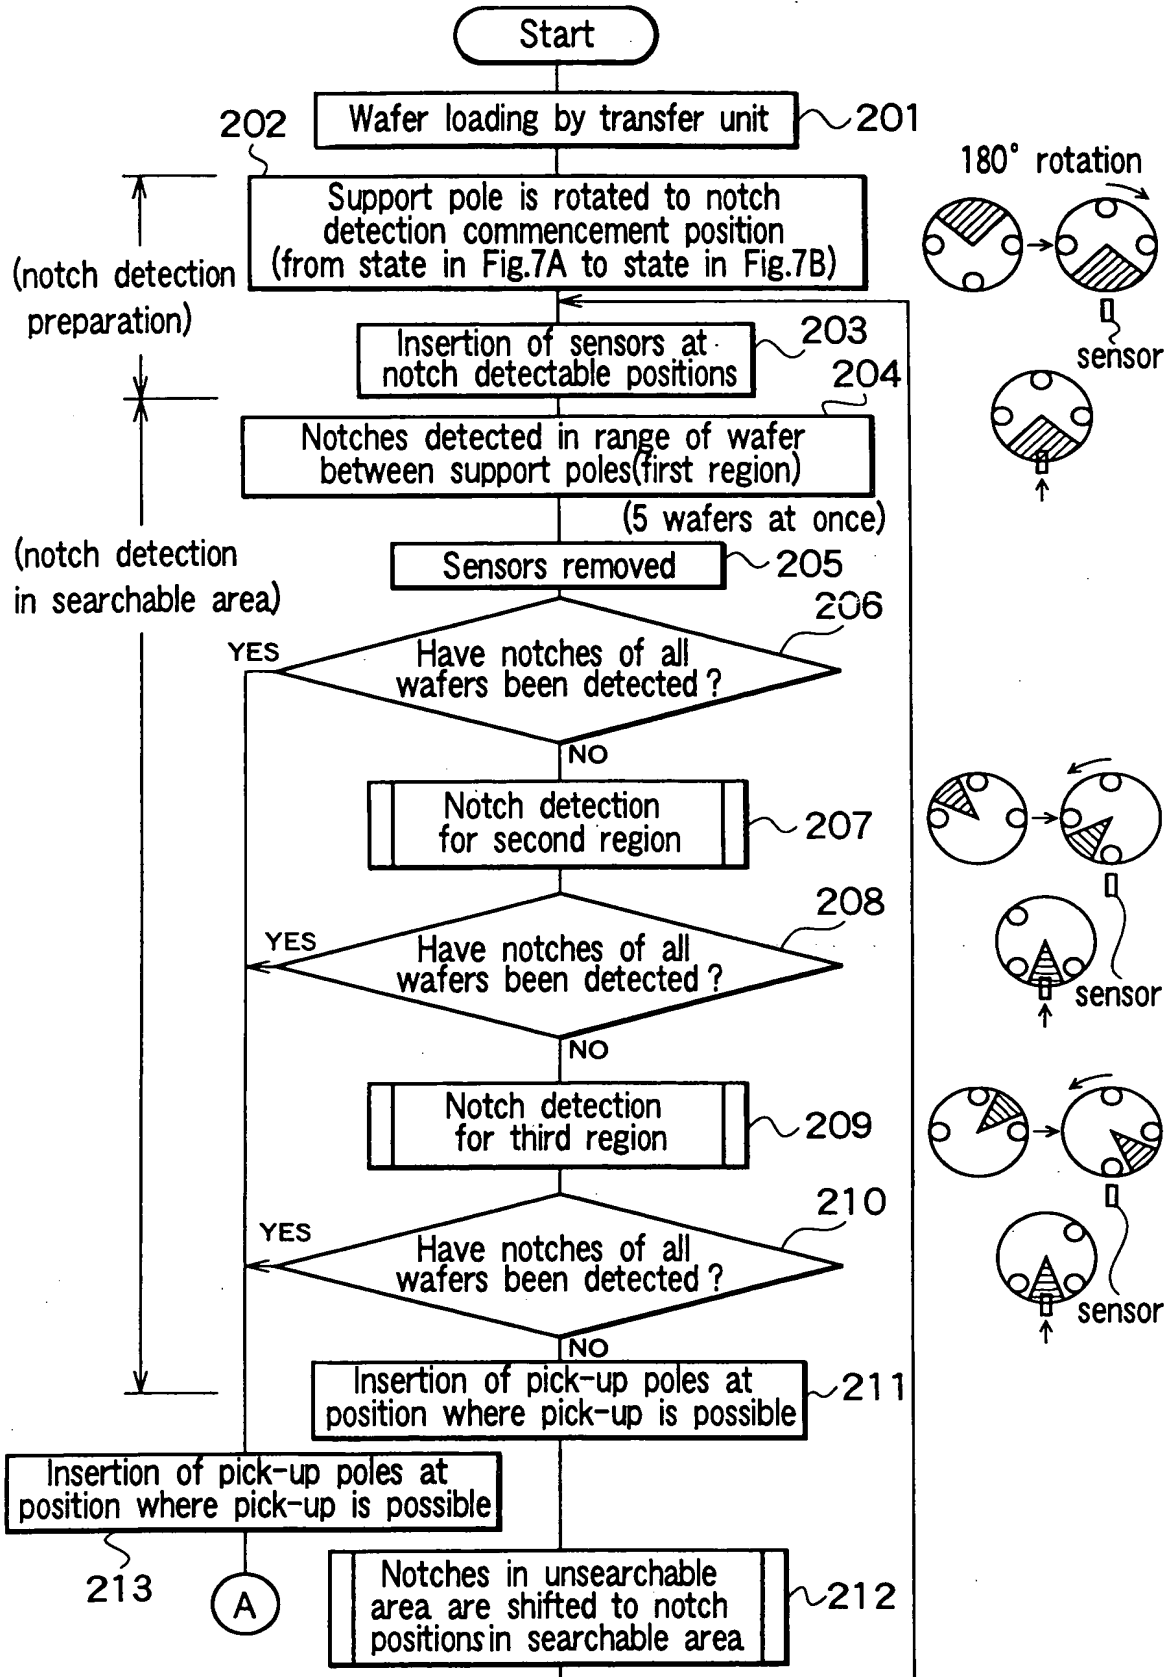 Start
Wafer loading by transfer unit
201
202
180° rotation
Support pole is rotated to notch
detection commencement position
(from state in Fig.7A to state in Fig.7B)
(notch detection
preparation)
sensor
Insertion of sensors at
notch detectable positions
203
204
Notches detected in range of wafer
between support poles(first region)
(5 wafers at once)
(notch detection
in searchable area)
Sensors removed
205
206
YES
Have notches of all
wafers been detected?
NO
Notch detection
for second region
207
208
YES
Have notches of all
wafers been detected?
sensor
NO
Notch detection
for third region
209
210
YES
Have notches of all
wafers been detected?
sensor
NO
Insertion of pick-up poles at
position where pick-up is possible
211
Insertion of pick-up poles at
position where pick-up is possible
213
A
Notches in unsearchable
area are shifted to notch
positions in searchable area
212